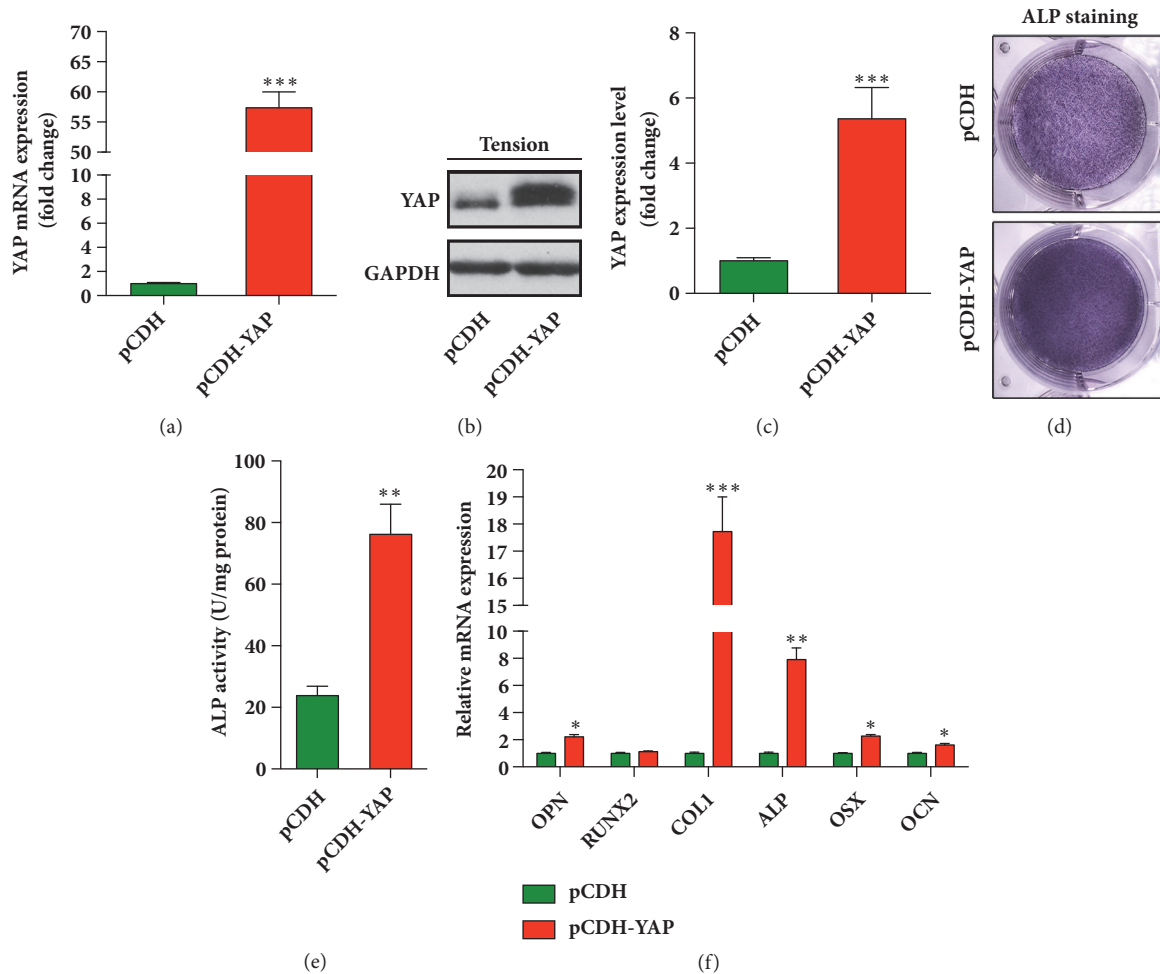 YAP mRNA expression
(fold change)
70
65
60
55
50
10
8
6
4
2
0
***
pCDH
pCDH-YAP
(a)
Tension
YAP
GAPDH
pCDH
pCDH-YAP
(b)
YAP expression level
(fold change)
8
6
4
2
0
***
pCDH
pCDH-YAP
(c)
ALP staining
pCDH
pCDH-YAP
(d)
ALP activity (U/mg protein)
100
80
60
40
20
0
**
pCDH
pCDH-YAP
(e)
Relative mRNA expression
20
19
18
17
16
15
10
8
6
4
2
0
*
***
**
*
*
OPN
RUNX2
COL1
ALP
OSX
OCN
pCDH
pCDH-YAP
(f)